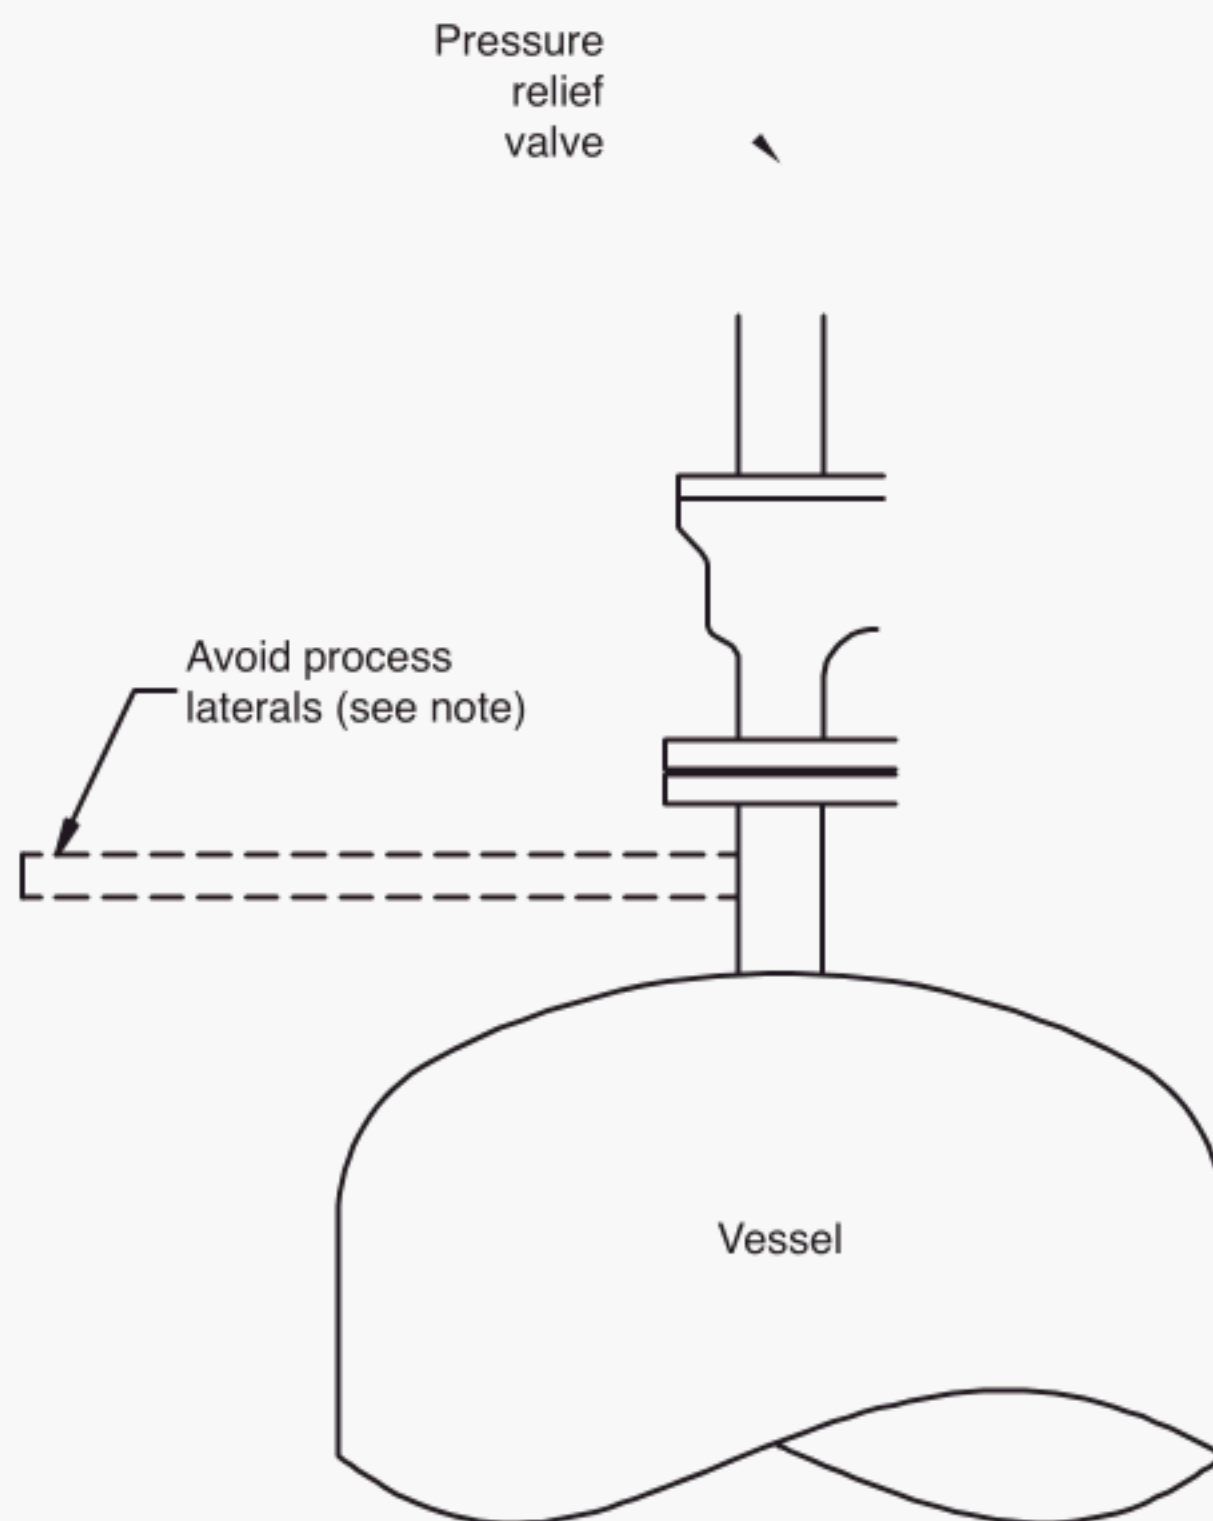 Pressure
relief
valve
Avoid process
laterals (see note)
Vessel